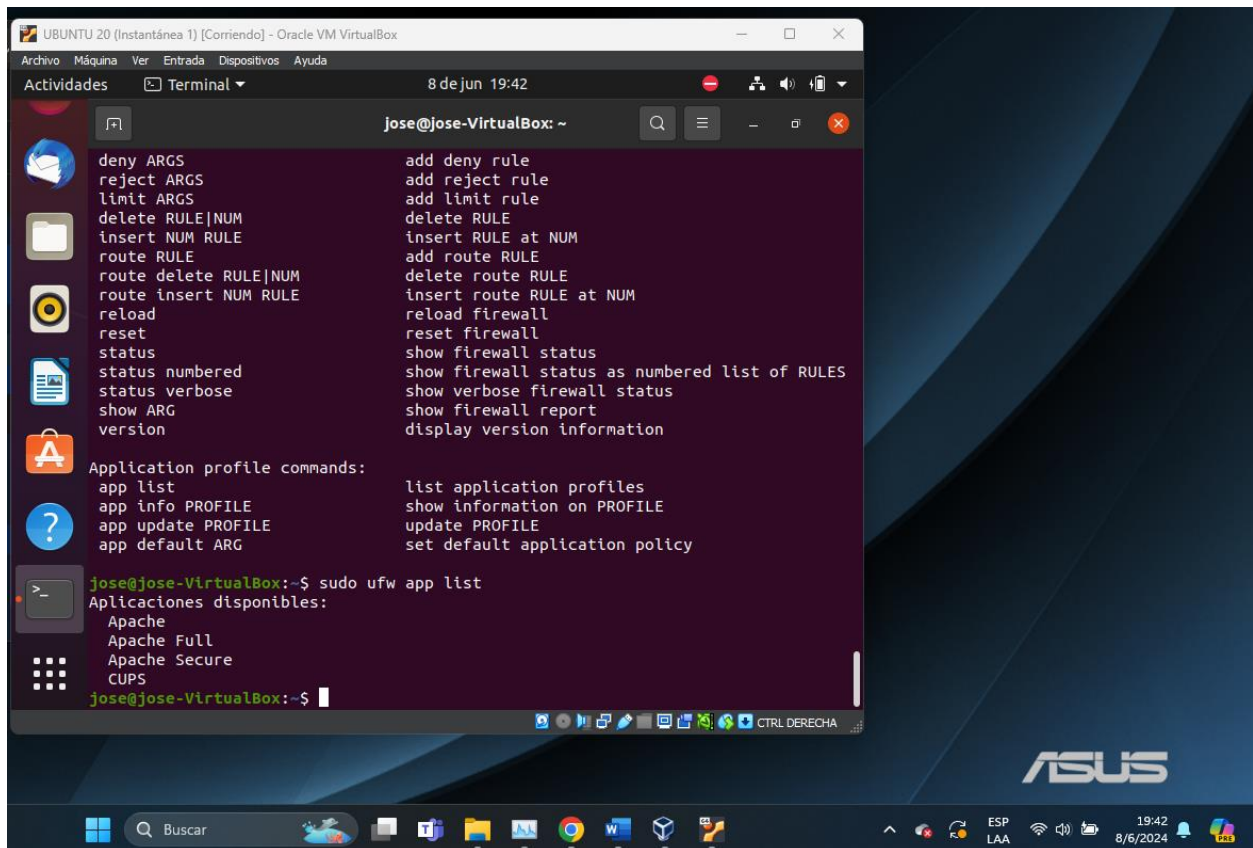 UBUNTU 20 (Instantánea 1) [Corriendo] - Oracle VM VirtualBox
Archivo Máquina Ver Entrada Dispositivos Ayuda
Actividades Terminal 8 de jun 19:42
jose@jose-VirtualBox: ~
deny ARGS add deny rule
reject ARGS add reject rule
limit ARGS add limit rule
delete RULE|NUM delete RULE
insert NUM RULE insert RULE at NUM
route RULE add route RULE
route delete RULE|NUM delete route RULE
route insert NUM RULE insert route RULE at NUM
reload reload firewall
reset reset firewall
status show firewall status
status numbered show firewall status as numbered list of RULES
status verbose show verbose firewall status
show ARG show firewall report
version display version information
Application profile commands:
app list list application profiles
app info PROFILE show information on PROFILE
app update PROFILE update PROFILE
app default ARG set default application policy
jose@jose-VirtualBox:~$ sudo ufw app list
Aplicaciones disponibles:
Apache
Apache Full
Apache Secure
CUPS
jose@jose-VirtualBox:~$
CTRL DERECHA
ASUS
Buscar
ESP
LAA
19:42
8/6/2024
PRE